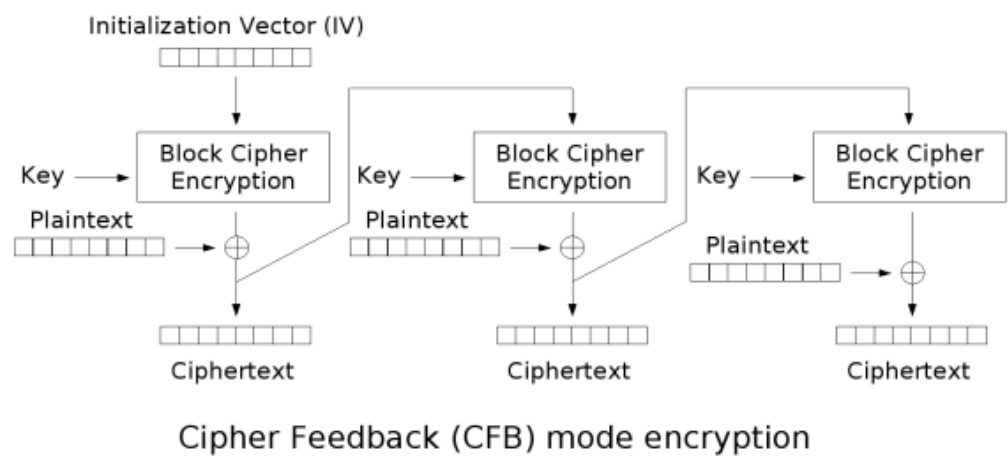 Initialization Vector (IV)
Block Cipher
Encryption
Block Cipher
Encryption
Block Cipher
Encryption
Key
Key
Key
Plaintext
Plaintext
Plaintext
Ciphertext
Ciphertext
Ciphertext
Cipher Feedback (CFB) mode encryption